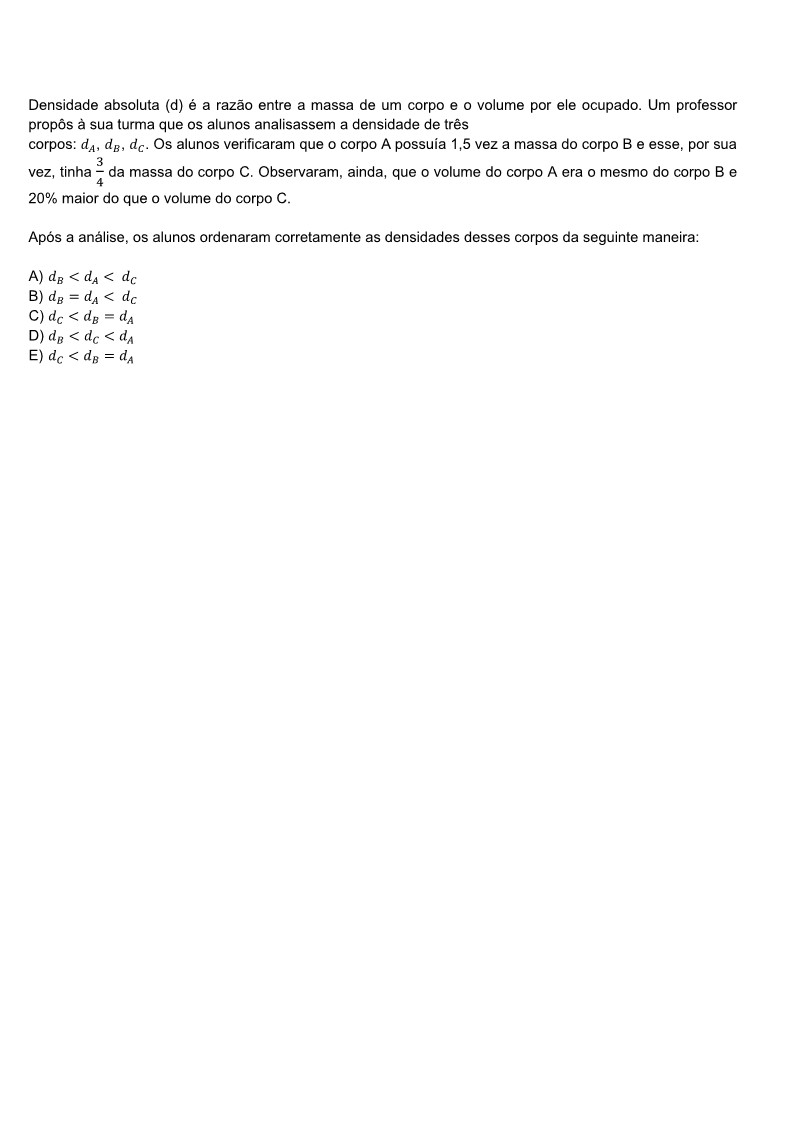 Densidade absoluta (d) é a razão entre a massa de um corpo e o volume por ele ocupado. Um professor
propôs à sua turma que os alunos analisassem a densidade de três
corpos: d_A, d_B, d_C. Os alunos verificaram que o corpo A possuía 1,5 vez a massa do corpo B e esse, por sua
vez, tinha 3/4 da massa do corpo C. Observaram, ainda, que o volume do corpo A era o mesmo do corpo B e
20% maior do que o volume do corpo C.
Após a análise, os alunos ordenaram corretamente as densidades desses corpos da seguinte maneira:
A) d_B < d_A < d_C
B) d_B = d_A < d_C
C) d_C < d_B = d_A
D) d_B < d_C < d_A
E) d_C < d_B = d_A